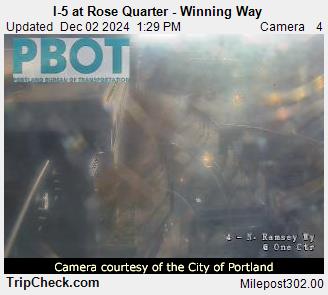 I-5 at Rose Quarter - Winning Way
Updated Dec 02 2024 1:29 PM Camera 4
PBOT
PORTLAND BUREAU OF TRANSPORTATION
4 - N. Ramsey Wy
@ One Ctr
Camera courtesy of the City of Portland
TripCheck.com Milepost302.00